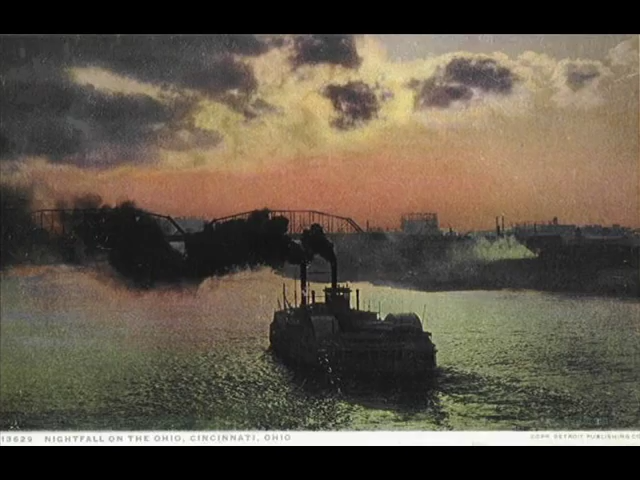 13629 NIGHTFALL ON THE OHIO, CINCINNATI, OHIO
COPR. DETROIT PUBLISHING CO.